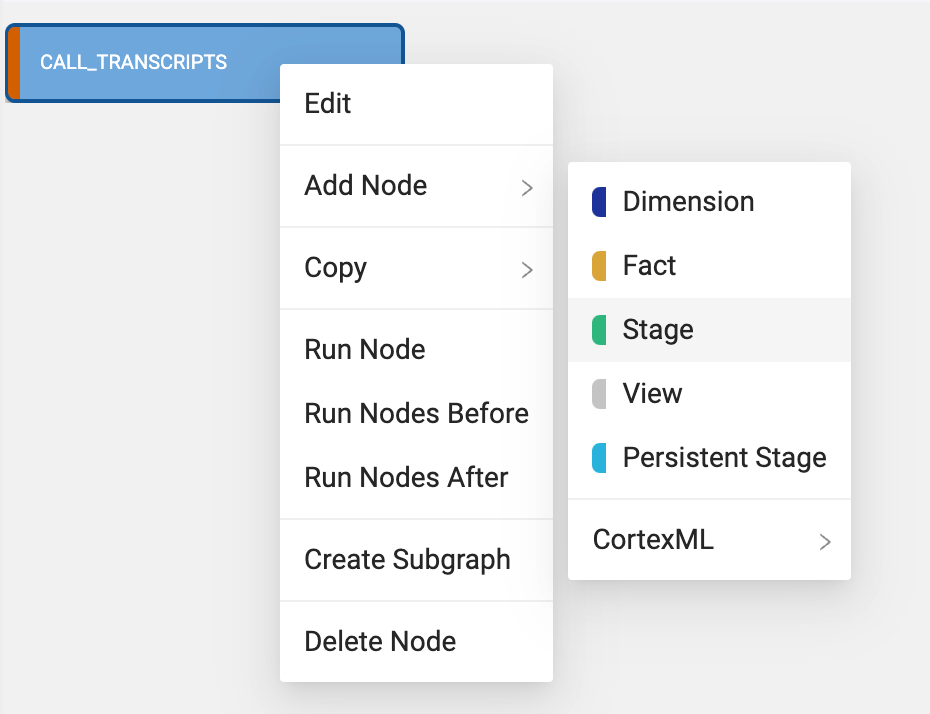 CALL_TRANSCRIPTS
Edit
Add Node
Copy
Run Node
Run Nodes Before
Run Nodes After
Create Subgraph
Delete Node
Dimension
Fact
Stage
View
Persistent Stage
CortexML